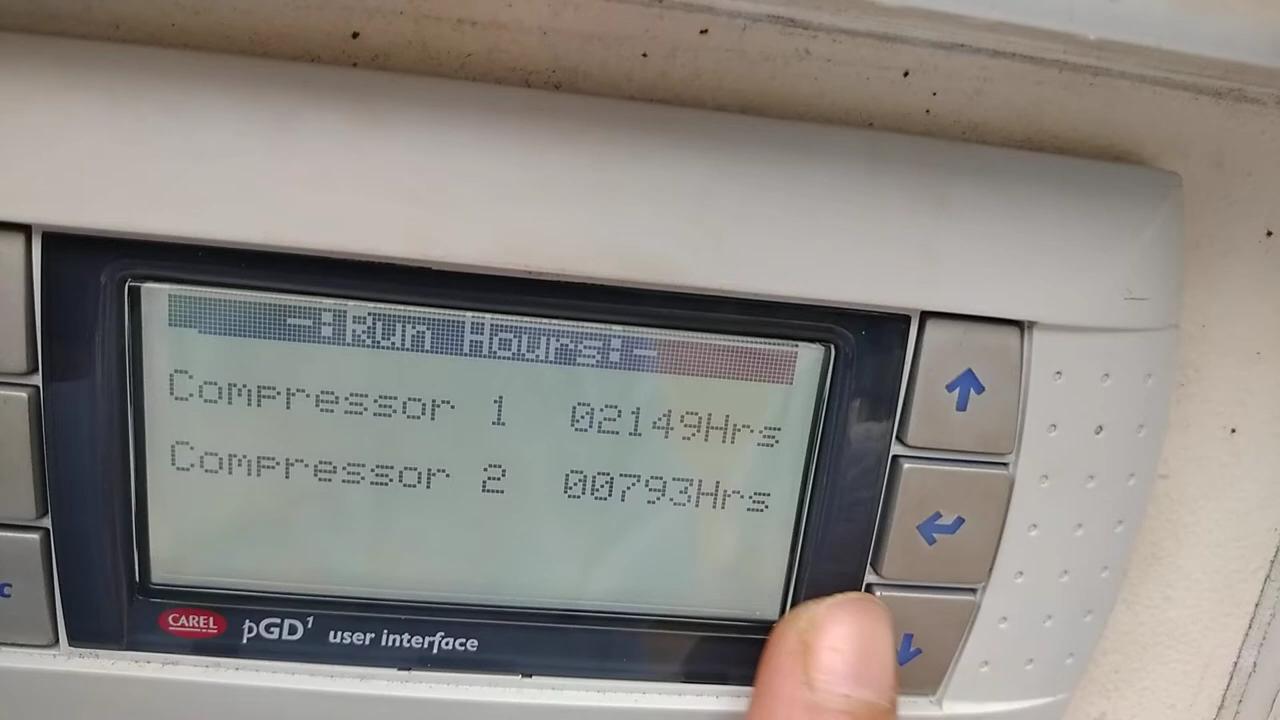 -:Run Hours:-
Compressor 1 02149Hrs
Compressor 2 00793Hrs
c
CAREL pGD¹ user interface